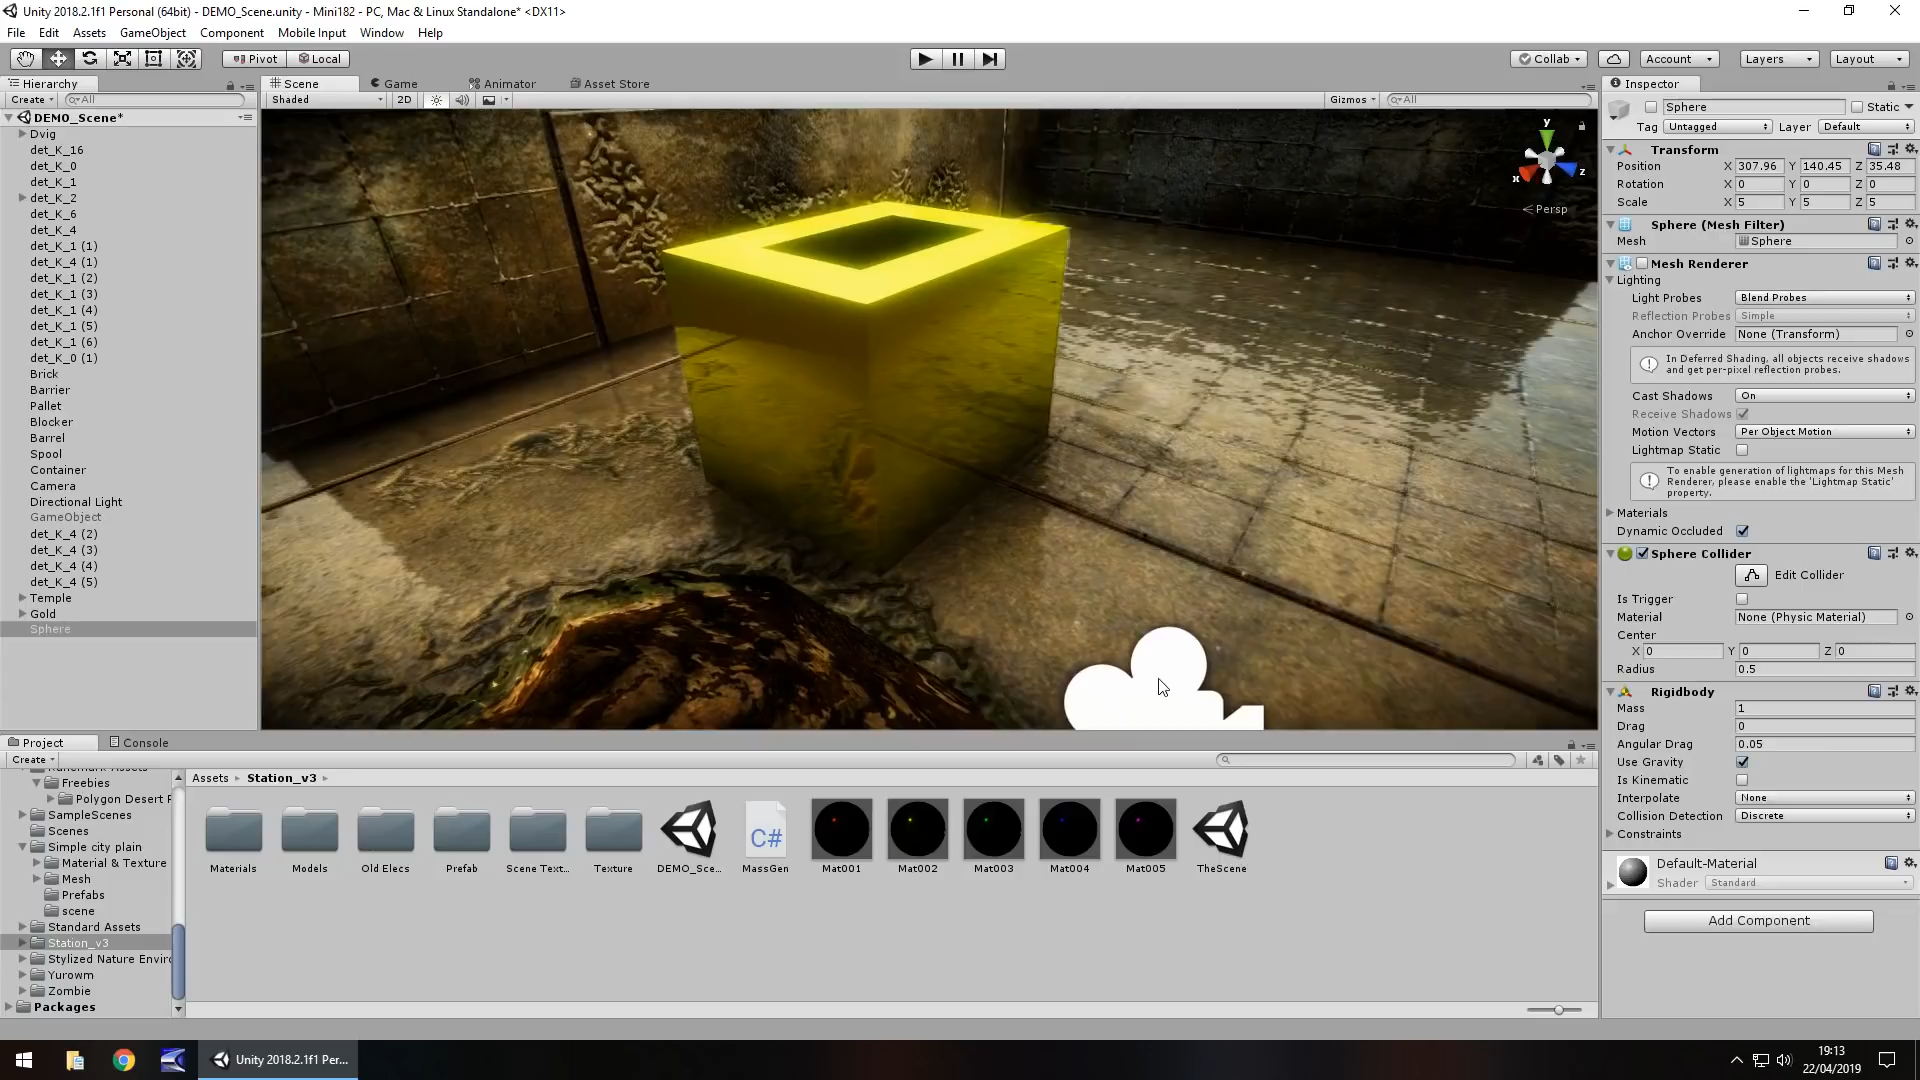 Unity 2018.2.1f1 Personal (64bit) - DEMO_Scene.unity - Mini182 - PC, Mac & Linux Standalone* <DX11>
File Edit Assets GameObject Component Mobile Input Window Help
Pivot Local Collab Account Layers Layout
Hierarchy
Create All
DEMO_Scene*
Dvig
det_K_16
det_K_0
det_K_1
det_K_2
det_K_6
det_K_4
det_K_1 (1)
det_K_4 (1)
det_K_1 (2)
det_K_1 (3)
det_K_1 (4)
det_K_1 (5)
det_K_1 (6)
det_K_0 (1)
Brick
Barrier
Pallet
Blocker
Barrel
Spool
Container
Camera
Directional Light
GameObject
det_K_4 (2)
det_K_4 (3)
det_K_4 (4)
det_K_4 (5)
Temple
Gold
Sphere
Scene Game Animator Asset Store
Shaded 2D Gizmos All
y
x z
Persp
Inspector
Sphere Static
Tag Untagged Layer Default
Transform
Position X 307.96 Y 140.45 Z 35.48
Rotation X 0 Y 0 Z 0
Scale X 5 Y 5 Z 5
Sphere (Mesh Filter)
Mesh Sphere
Mesh Renderer
Lighting
Light Probes Blend Probes
Reflection Probes Simple
Anchor Override None (Transform)
In Deferred Shading, all objects receive shadows
and get per-pixel reflection probes.
Cast Shadows On
Receive Shadows
Motion Vectors Per Object Motion
Lightmap Static
To enable generation of lightmaps for this Mesh
Renderer, please enable the 'Lightmap Static'
property.
Materials
Dynamic Occluded
Sphere Collider
Edit Collider
Is Trigger
Material None (Physic Material)
Center
X 0 Y 0 Z 0
Radius 0.5
Rigidbody
Mass 1
Drag 0
Angular Drag 0.05
Use Gravity
Is Kinematic
Interpolate None
Collision Detection Discrete
Constraints
Default-Material
Shader Standard
Add Component
Project Console
Create
Freebies
Polygon Desert
SampleScenes
Scenes
Simple city plain
Material & Texture
Mesh
Prefabs
scene
Standard Assets
Station_v3
Stylized Nature Envir
Yurowm
Zombie
Packages
Assets Station_v3
C#
Materials Models Old Elecs Prefab Scene Text... Texture DEMO_Sce... MassGen Mat001 Mat002 Mat003 Mat004 Mat005 TheScene
Unity 2018.2.1f1 Per...
19:13
22/04/2019